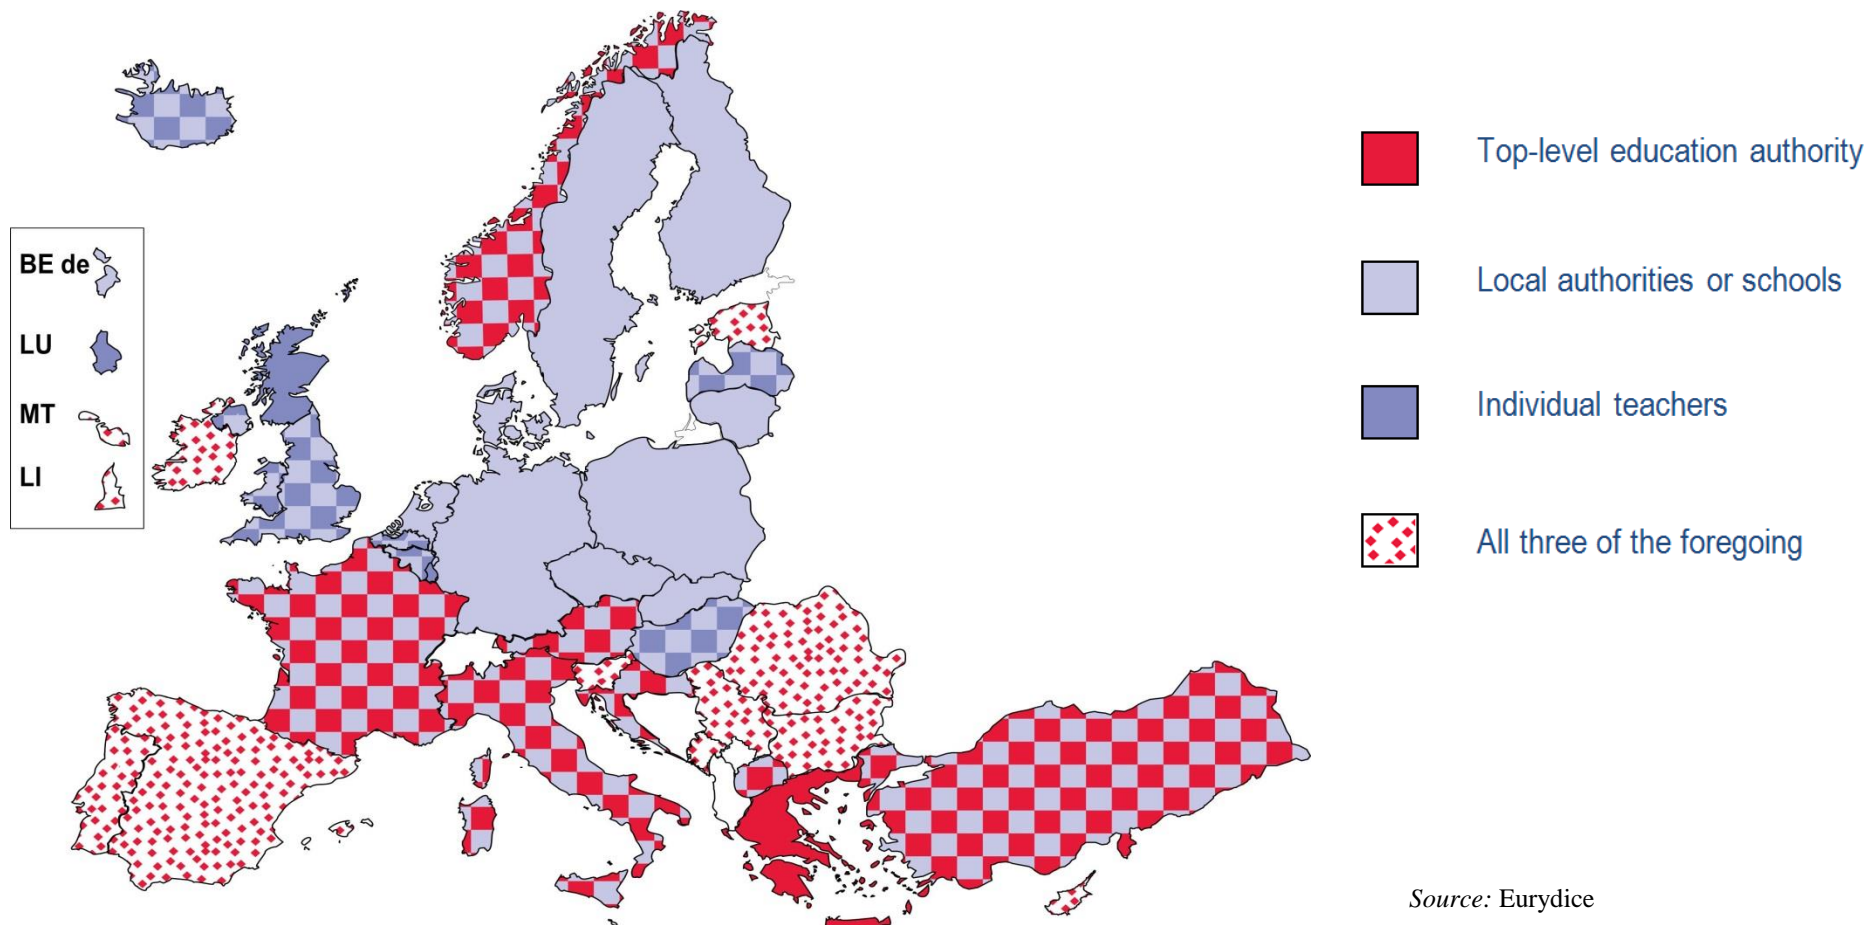 BE de
LU
MT
LI
Top-level education authority
Local authorities or schools
Individual teachers
All three of the foregoing
Source: Eurydice